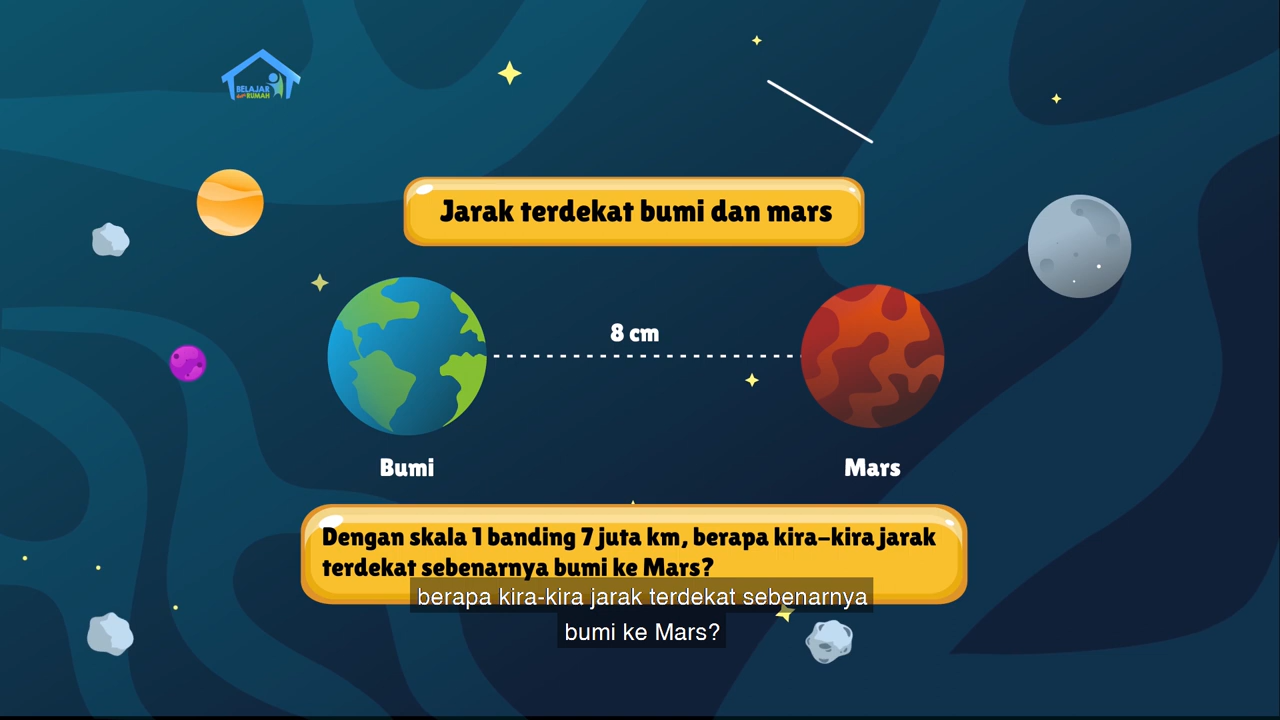 BELAJAR
dari RUMAH
Jarak terdekat bumi dan mars
8 cm
Bumi
Mars
Dengan skala 1 banding 7 juta km, berapa kira-kira jarak
terdekat sebenarnya bumi ke Mars?
berapa kira-kira jarak terdekat sebenarnya
bumi ke Mars?